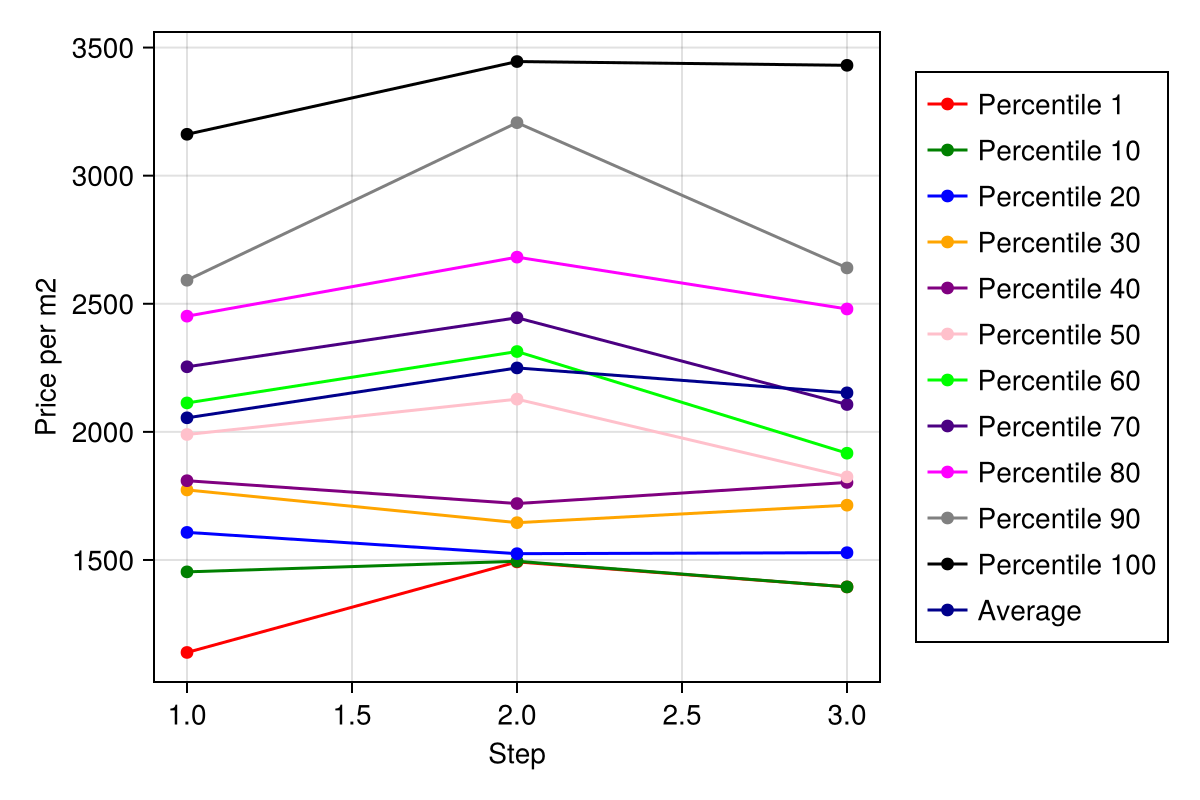 3500
3000
2500
2000
1500
Price per m2
1.0 1.5 2.0 2.5 3.0
Step
Percentile 1
Percentile 10
Percentile 20
Percentile 30
Percentile 40
Percentile 50
Percentile 60
Percentile 70
Percentile 80
Percentile 90
Percentile 100
Average